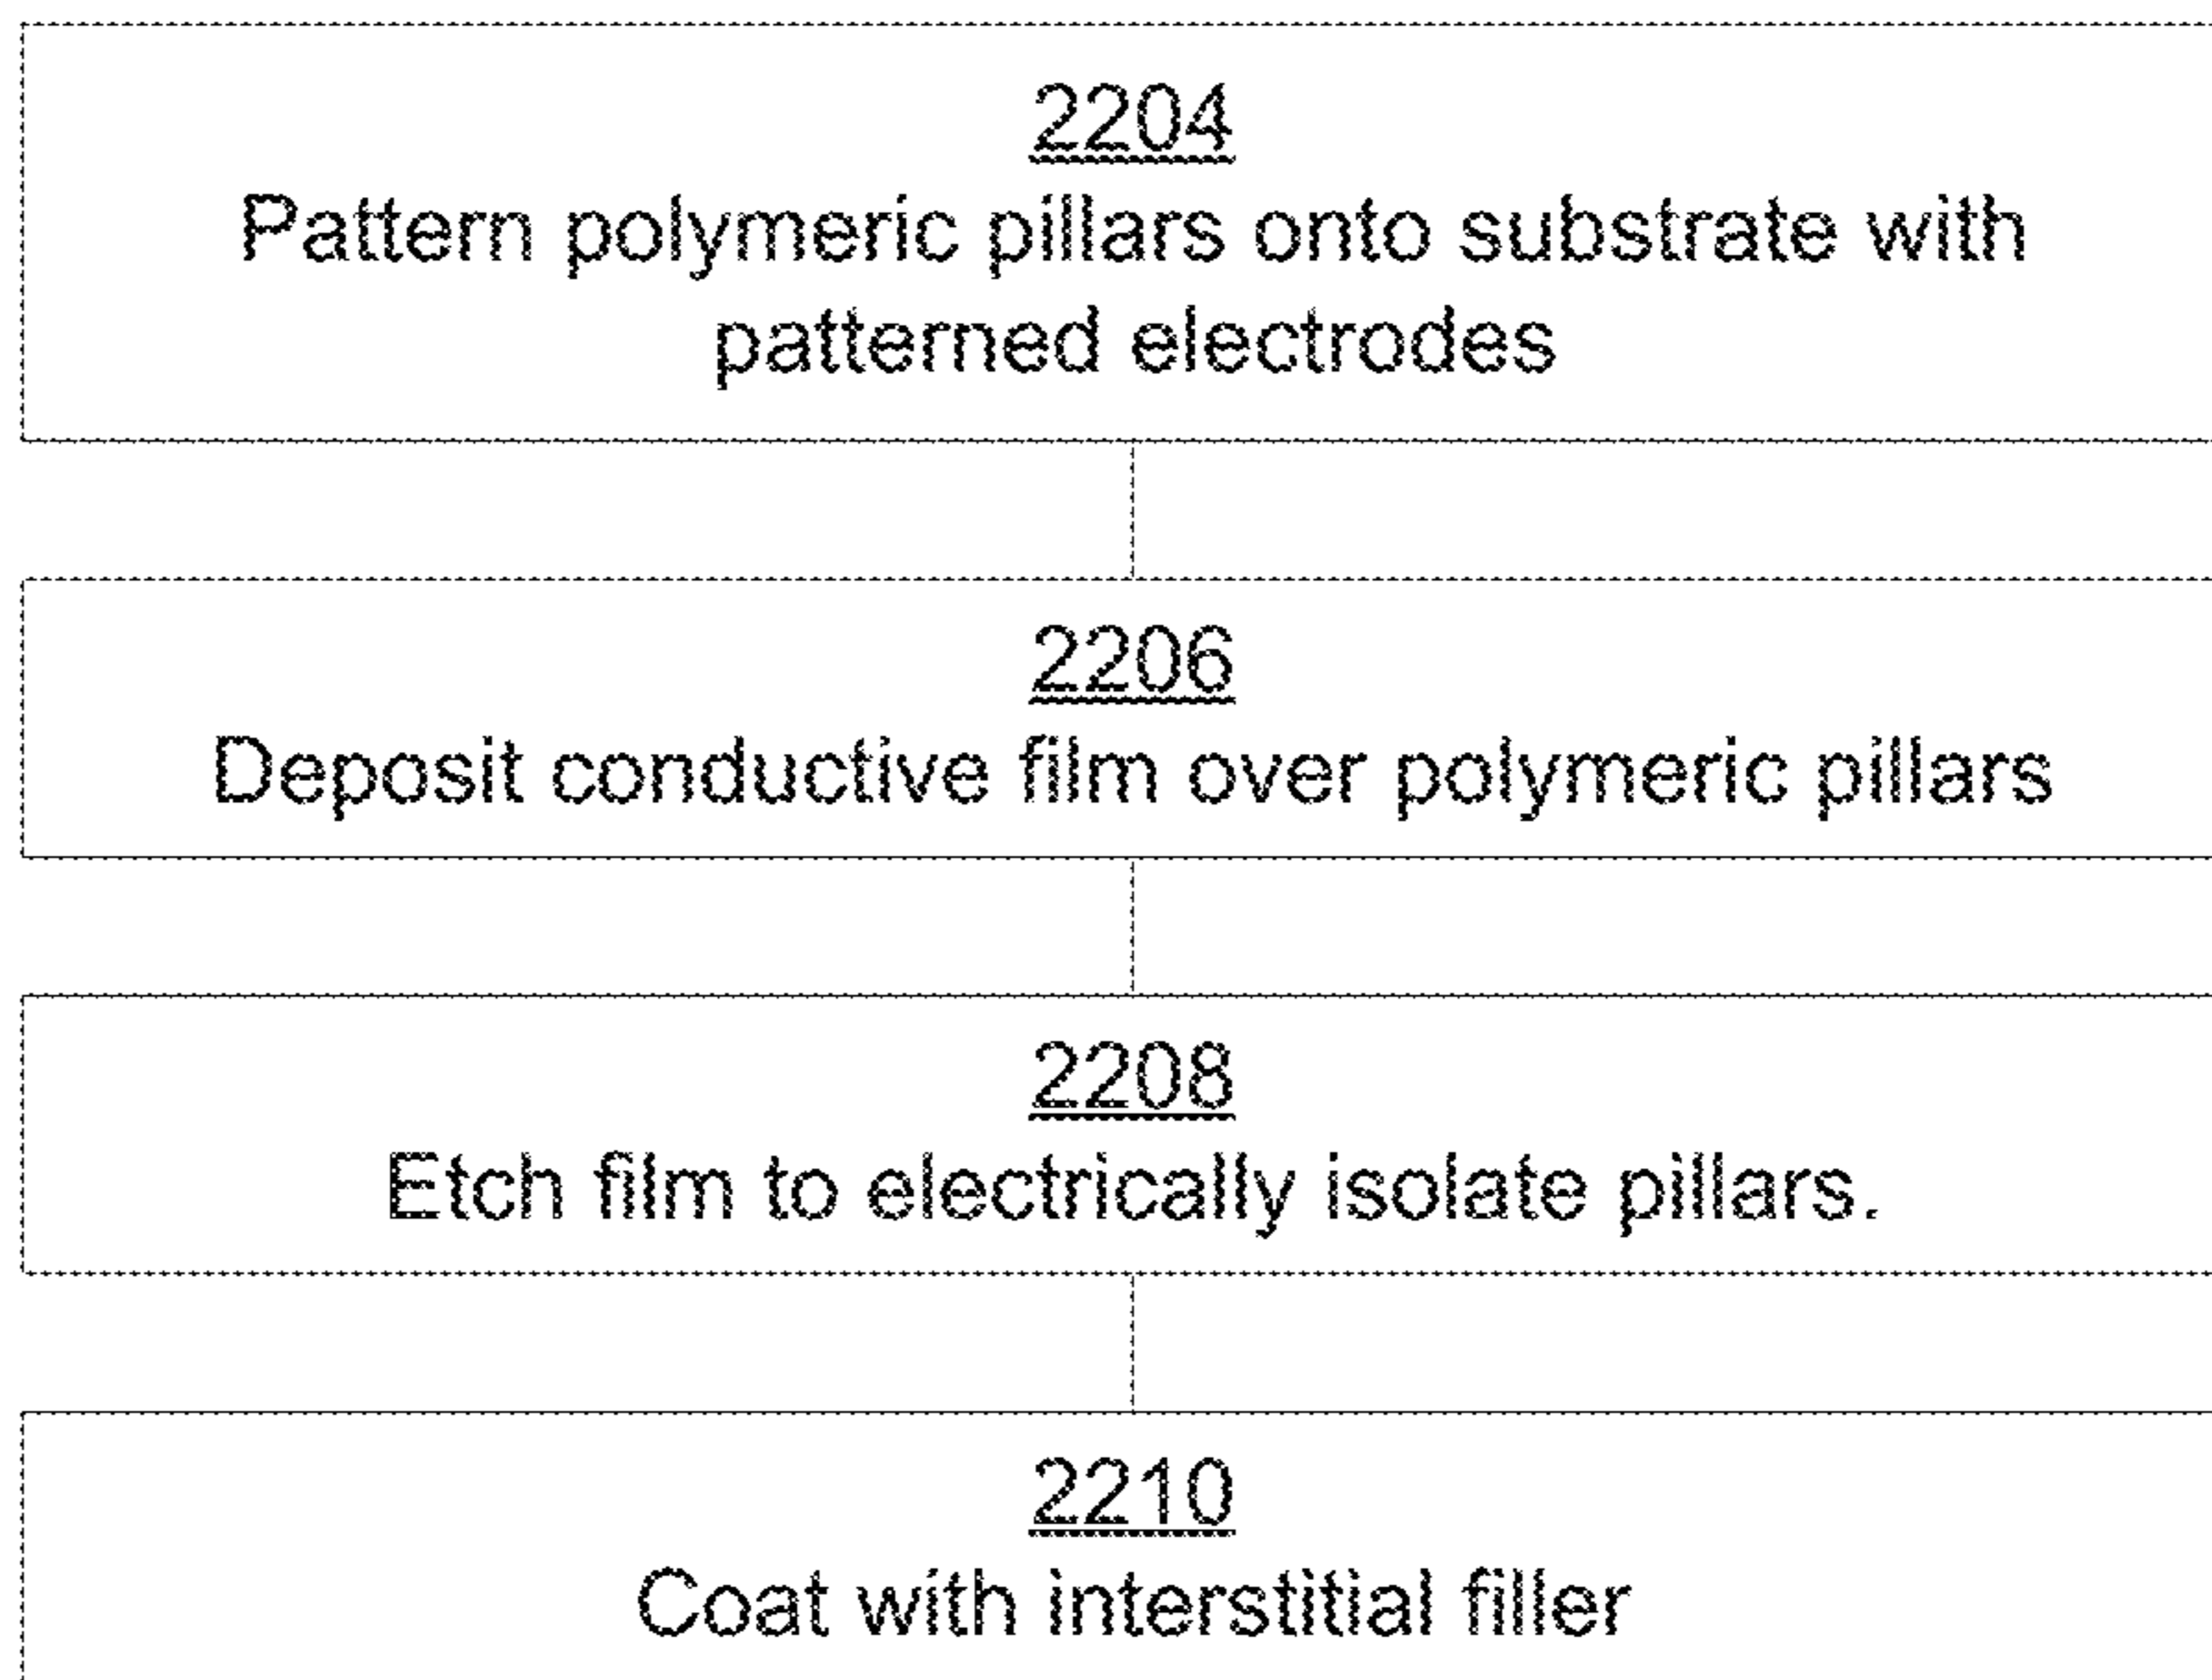 2204
Pattern polymeric pillars onto substrate with
patterned electrodes
2206
Deposit conductive film over polymeric pillars
2208
Etch film to electrically isolate pillars.
2210
Coat with interstitial filler